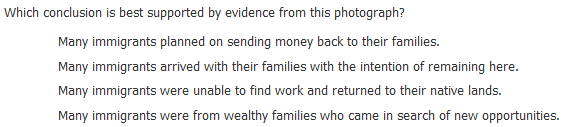 Which conclusion is best supported by evidence from this photograph?
Many immigrants planned on sending money back to their families.
Many immigrants arrived with their families with the intention of remaining here.
Many immigrants were unable to find work and returned to their native lands.
Many immigrants were from wealthy families who came in search of new opportunities.